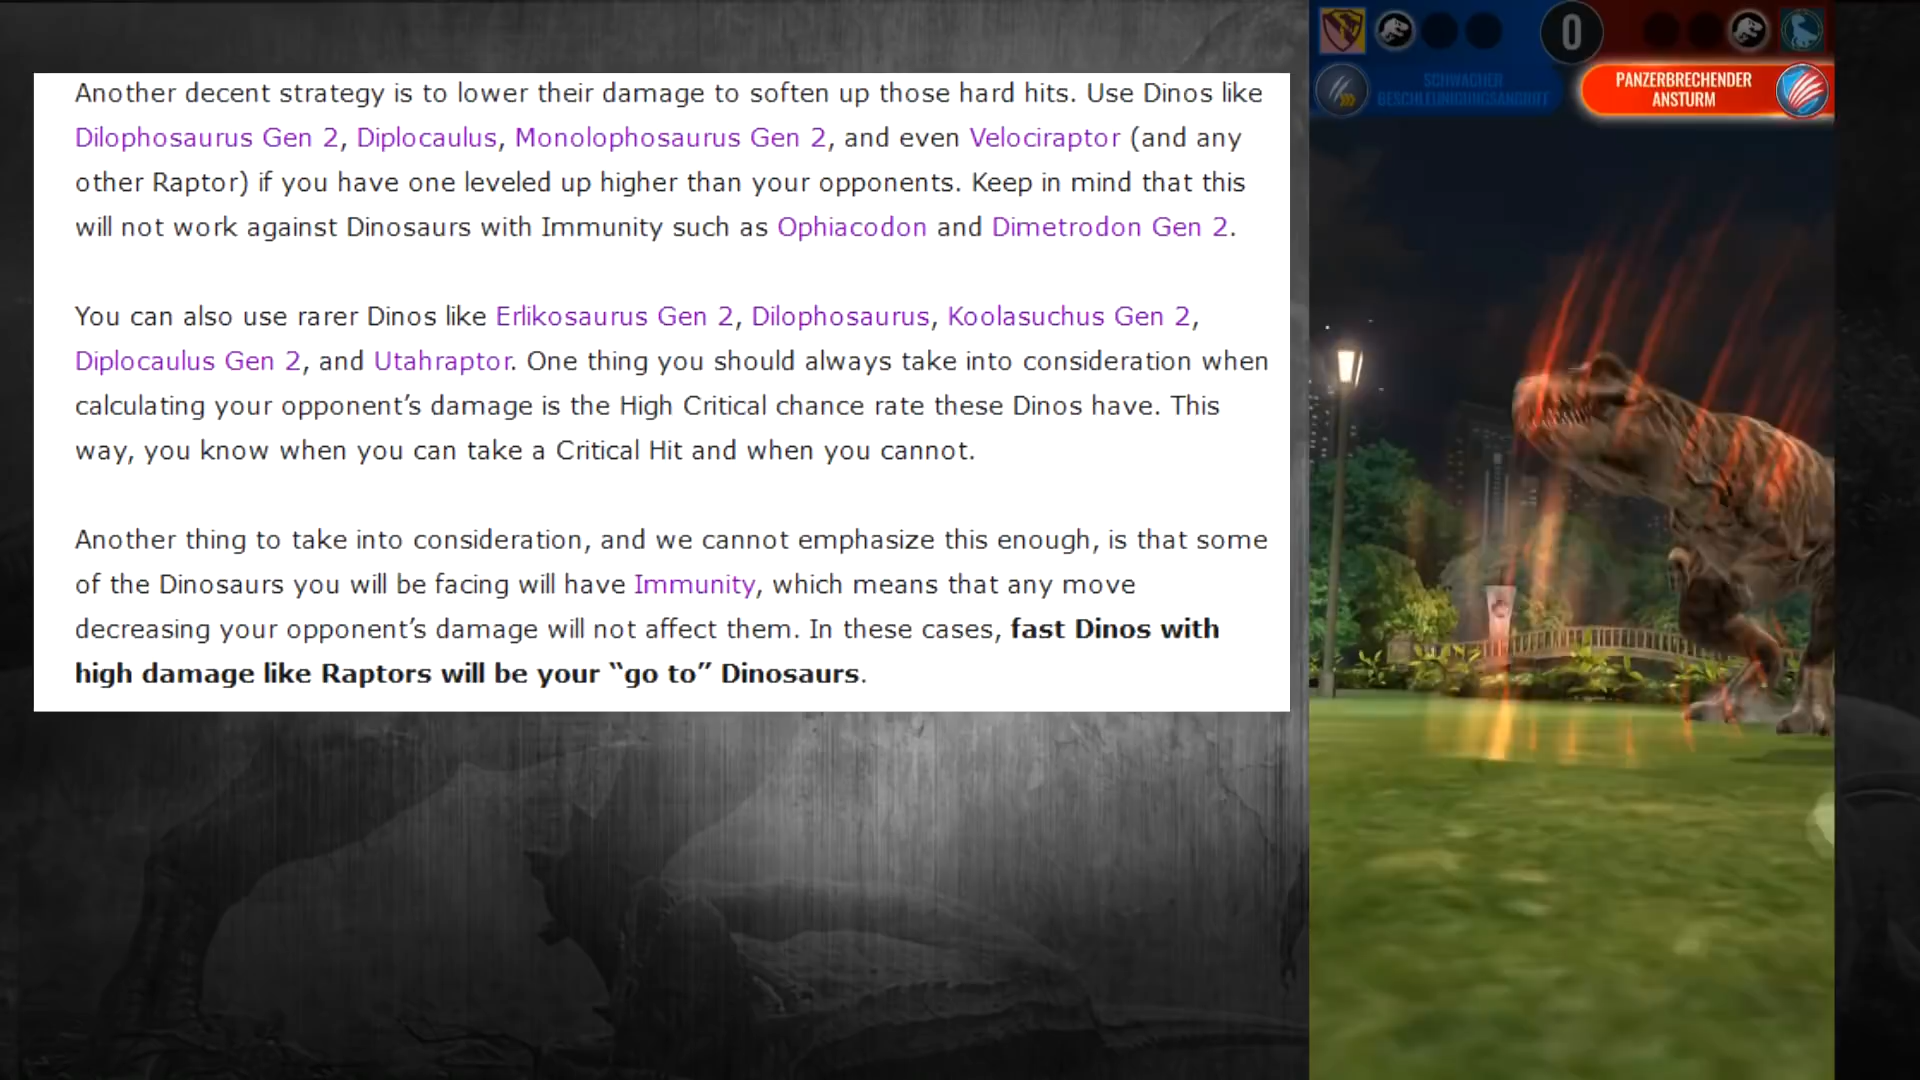 Another decent strategy is to lower their damage to soften up those hard hits. Use Dinos like
Dilophosaurus Gen 2, Diplocaulus, Monolophosaurus Gen 2, and even Velociraptor (and any
other Raptor) if you have one leveled up higher than your opponents. Keep in mind that this
will not work against Dinosaurs with Immunity such as Ophiacodon and Dimetrodon Gen 2.
You can also use rarer Dinos like Erlikosaurus Gen 2, Dilophosaurus, Koolasuchus Gen 2,
Diplocaulus Gen 2, and Utahraptor. One thing you should always take into consideration when
calculating your opponent’s damage is the High Critical chance rate these Dinos have. This
way, you know when you can take a Critical Hit and when you cannot.
Another thing to take into consideration, and we cannot emphasize this enough, is that some
of the Dinosaurs you will be facing will have Immunity, which means that any move
decreasing your opponent’s damage will not affect them. In these cases, fast Dinos with
high damage like Raptors will be your “go to” Dinosaurs.
0
SCHWACHER
BESCHLEUNIGUNGSANGRIFF
PANZERBRECHENDER
ANSTURM